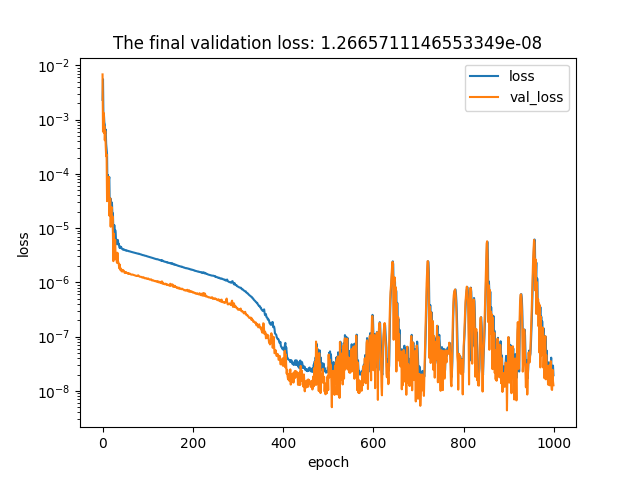 The final validation loss: 1.2665711146553349e-08
loss
val_loss
10⁻²
10⁻³
10⁻⁴
10⁻⁵
10⁻⁶
10⁻⁷
10⁻⁸
loss
0 200 400 600 800 1000
epoch